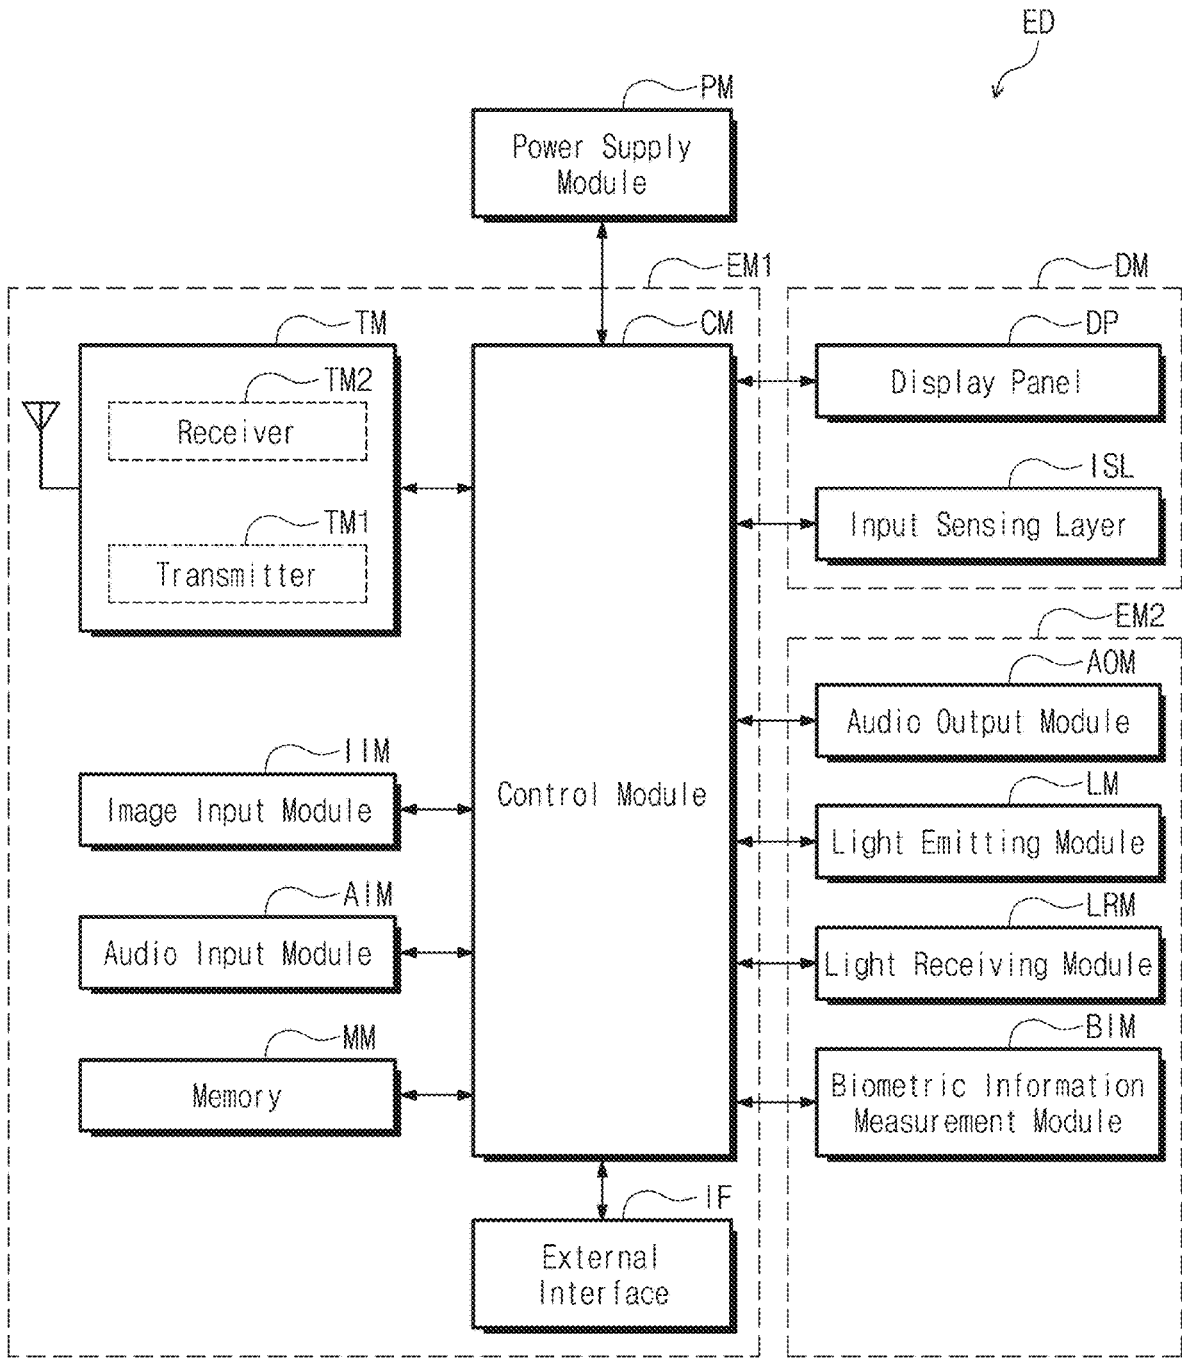 ED
PM
Power Supply
Module
EM1
DM
TM
CM
DP
TM2
Receiver
Display Panel
ISL
TM1
Transmitter
Input Sensing Layer
EM2
AOM
Audio Output Module
IIM
Image Input Module
Control Module
LM
Light Emitting Module
AIM
Audio Input Module
LRM
Light Receiving Module
MM
Memory
BIM
Biometric Information
Measurement Module
IF
External
Interface